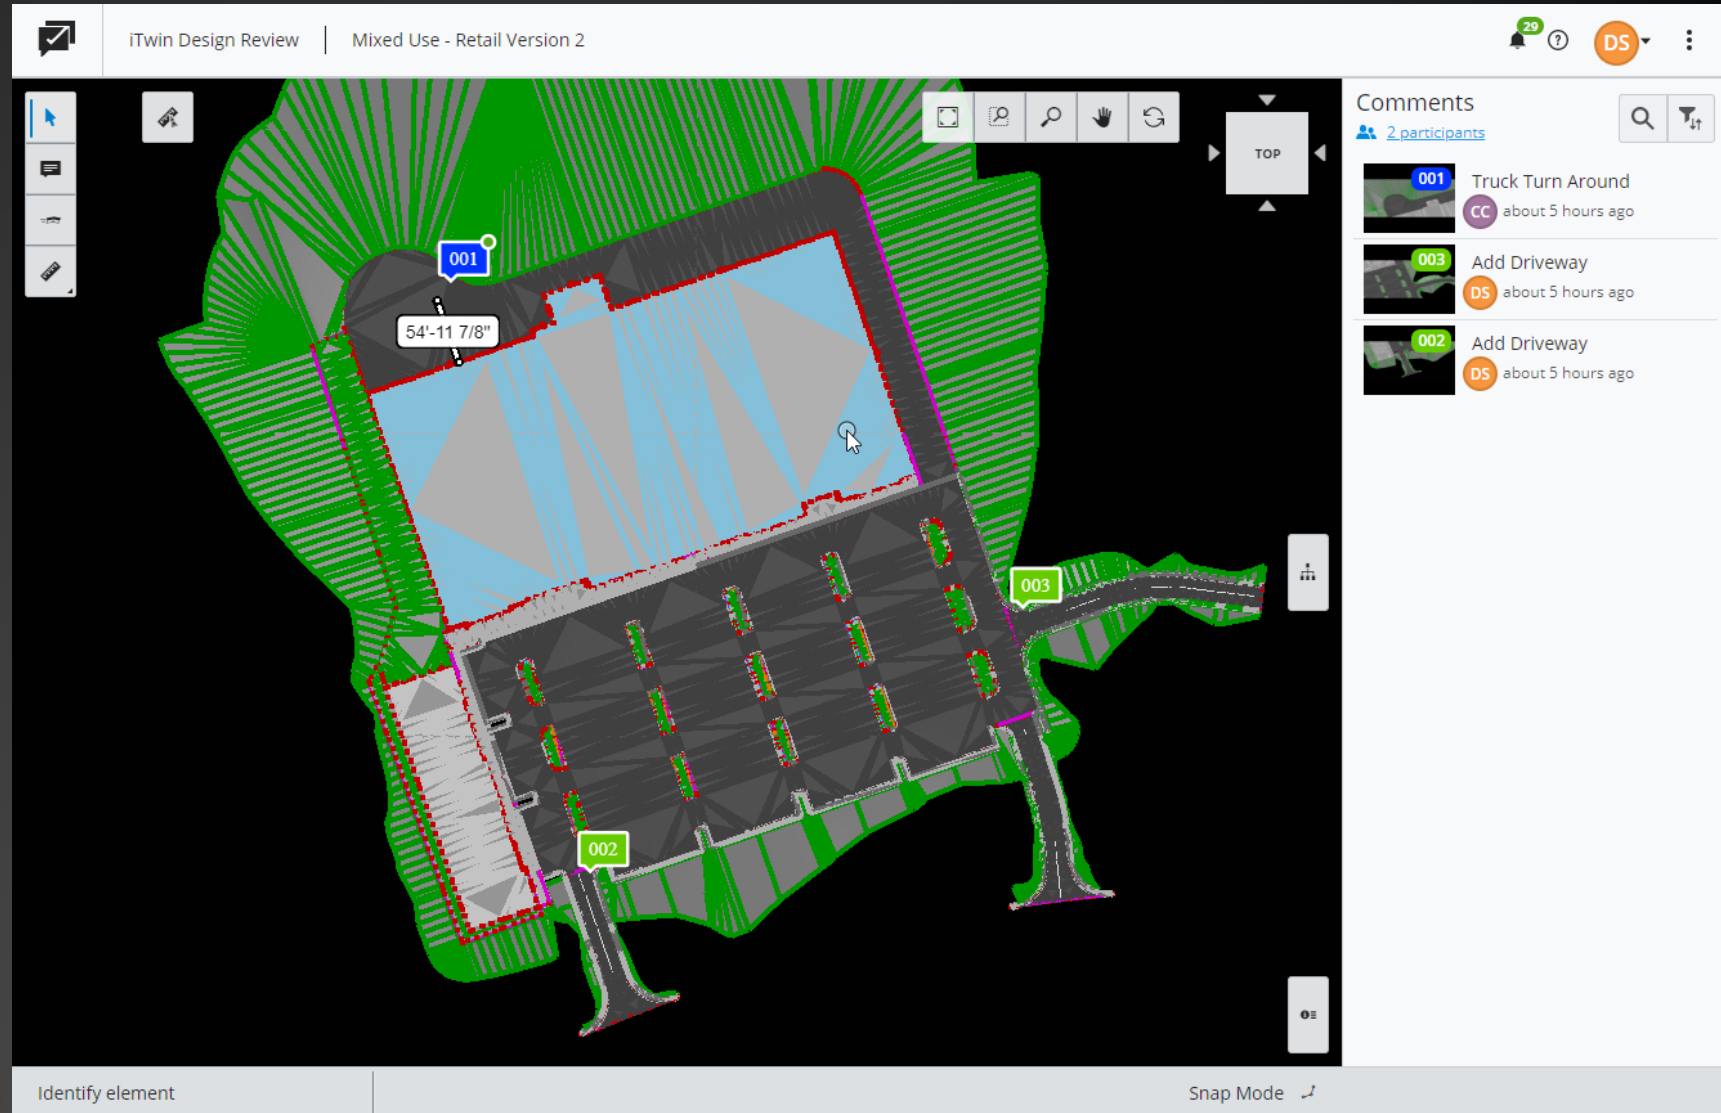 iTwin Design Review
Mixed Use - Retail Version 2
29
?
DS
TOP
Comments
2 participants
001
Truck Turn Around
CC
about 5 hours ago
003
Add Driveway
DS
about 5 hours ago
002
Add Driveway
DS
about 5 hours ago
001
54'-11 7/8"
003
002
Identify element
Snap Mode